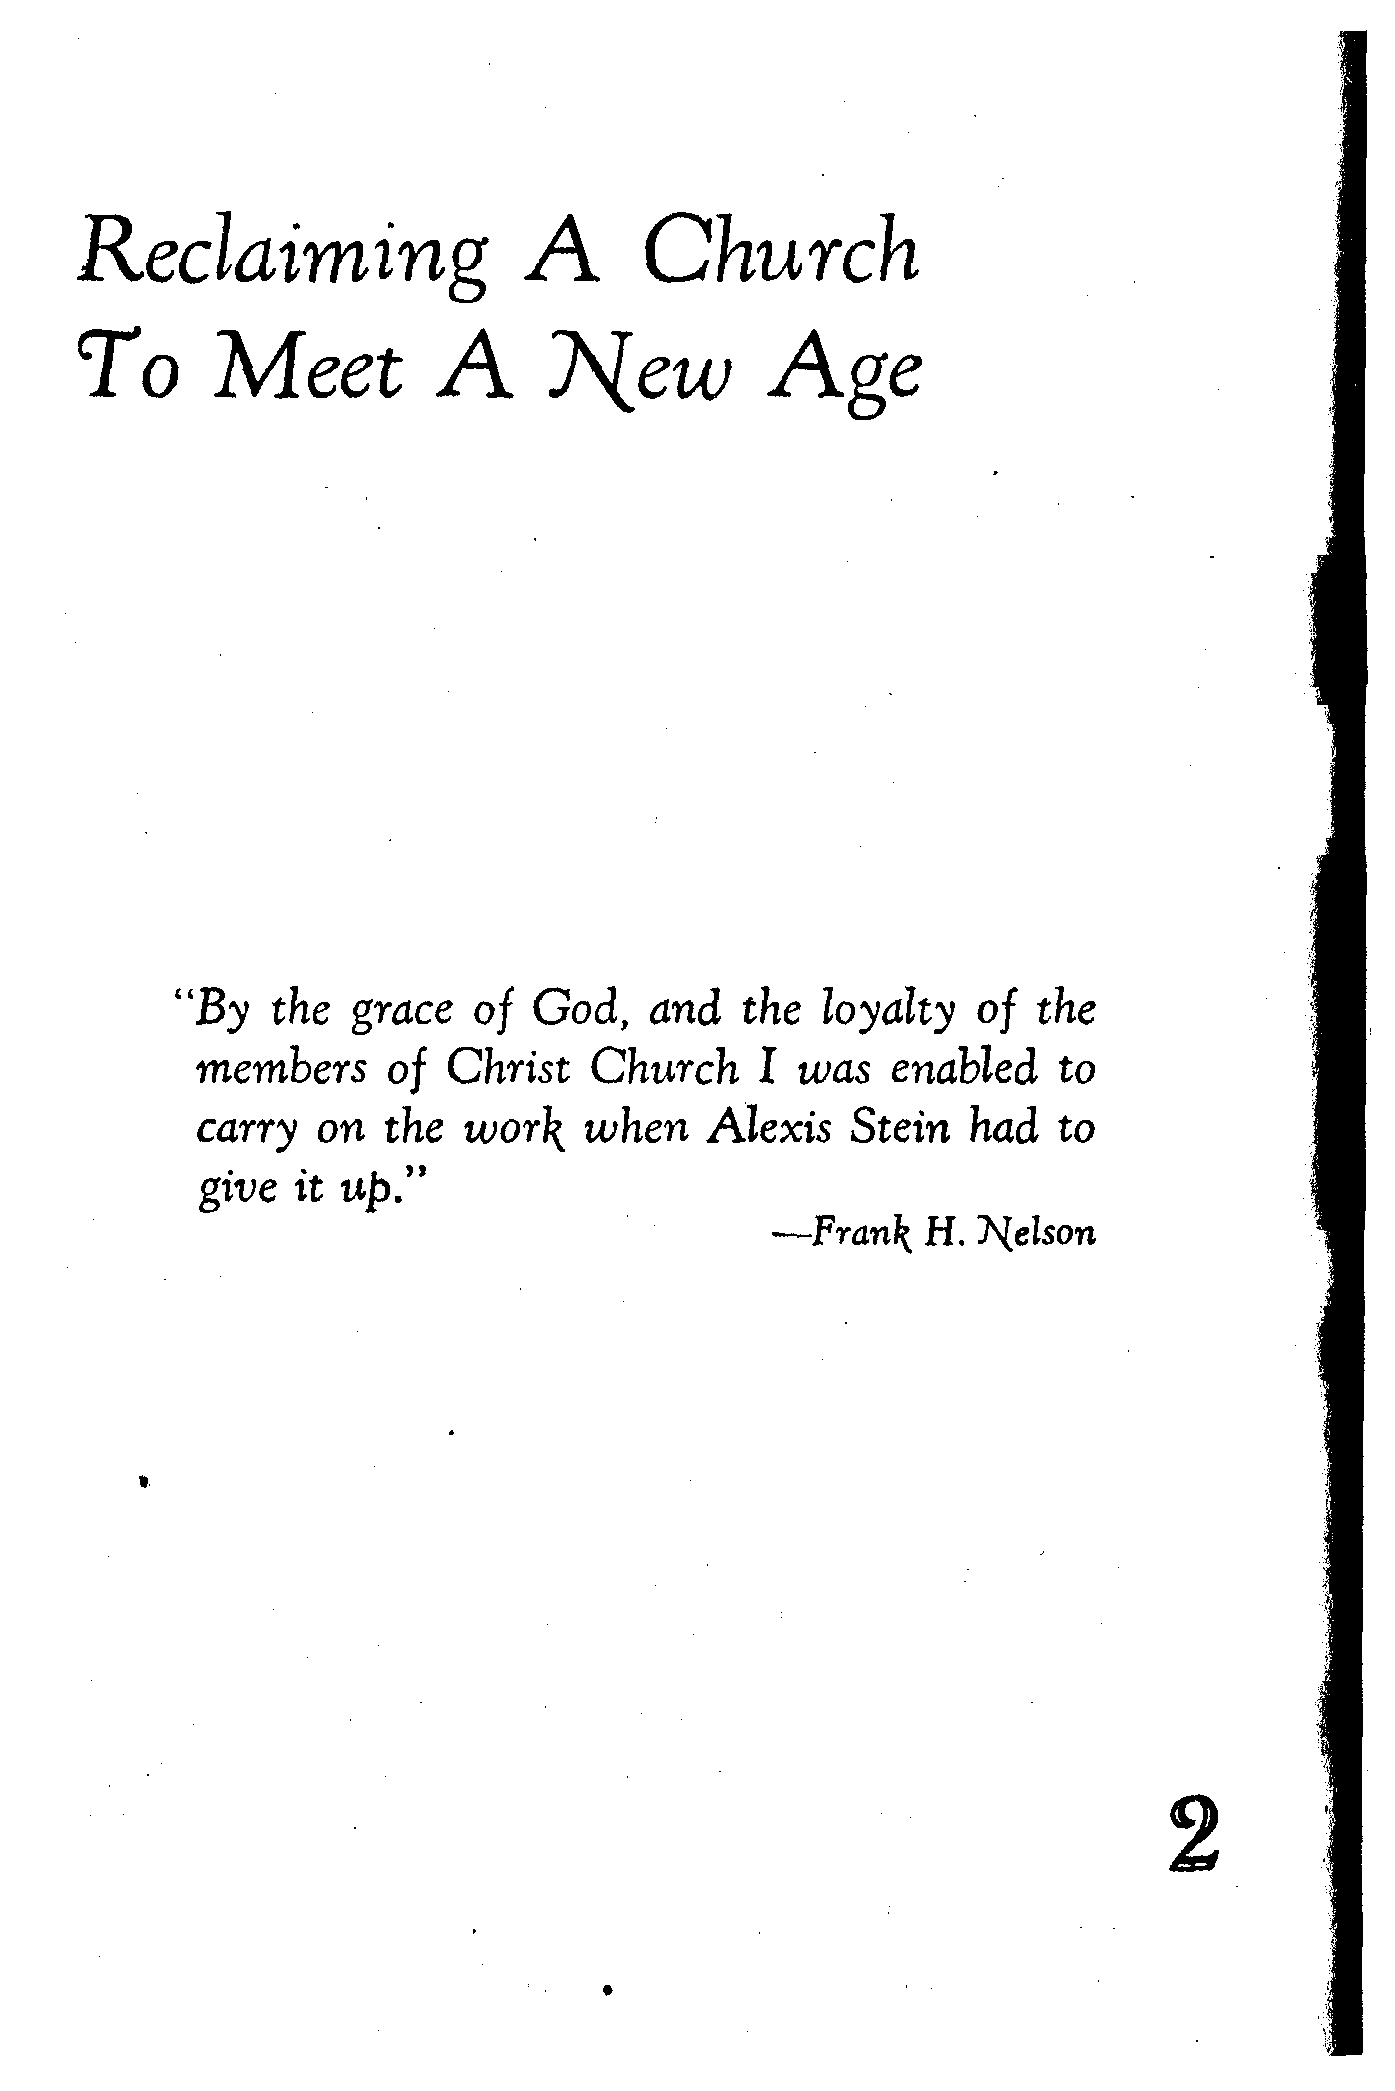 Reclaiming A Church
To Meet A New Age
“By the grace of God, and the loyalty of the
members of Christ Church I was enabled to
carry on the work when Alexis Stein had to
give it up.”
—Frank H. Nelson
2